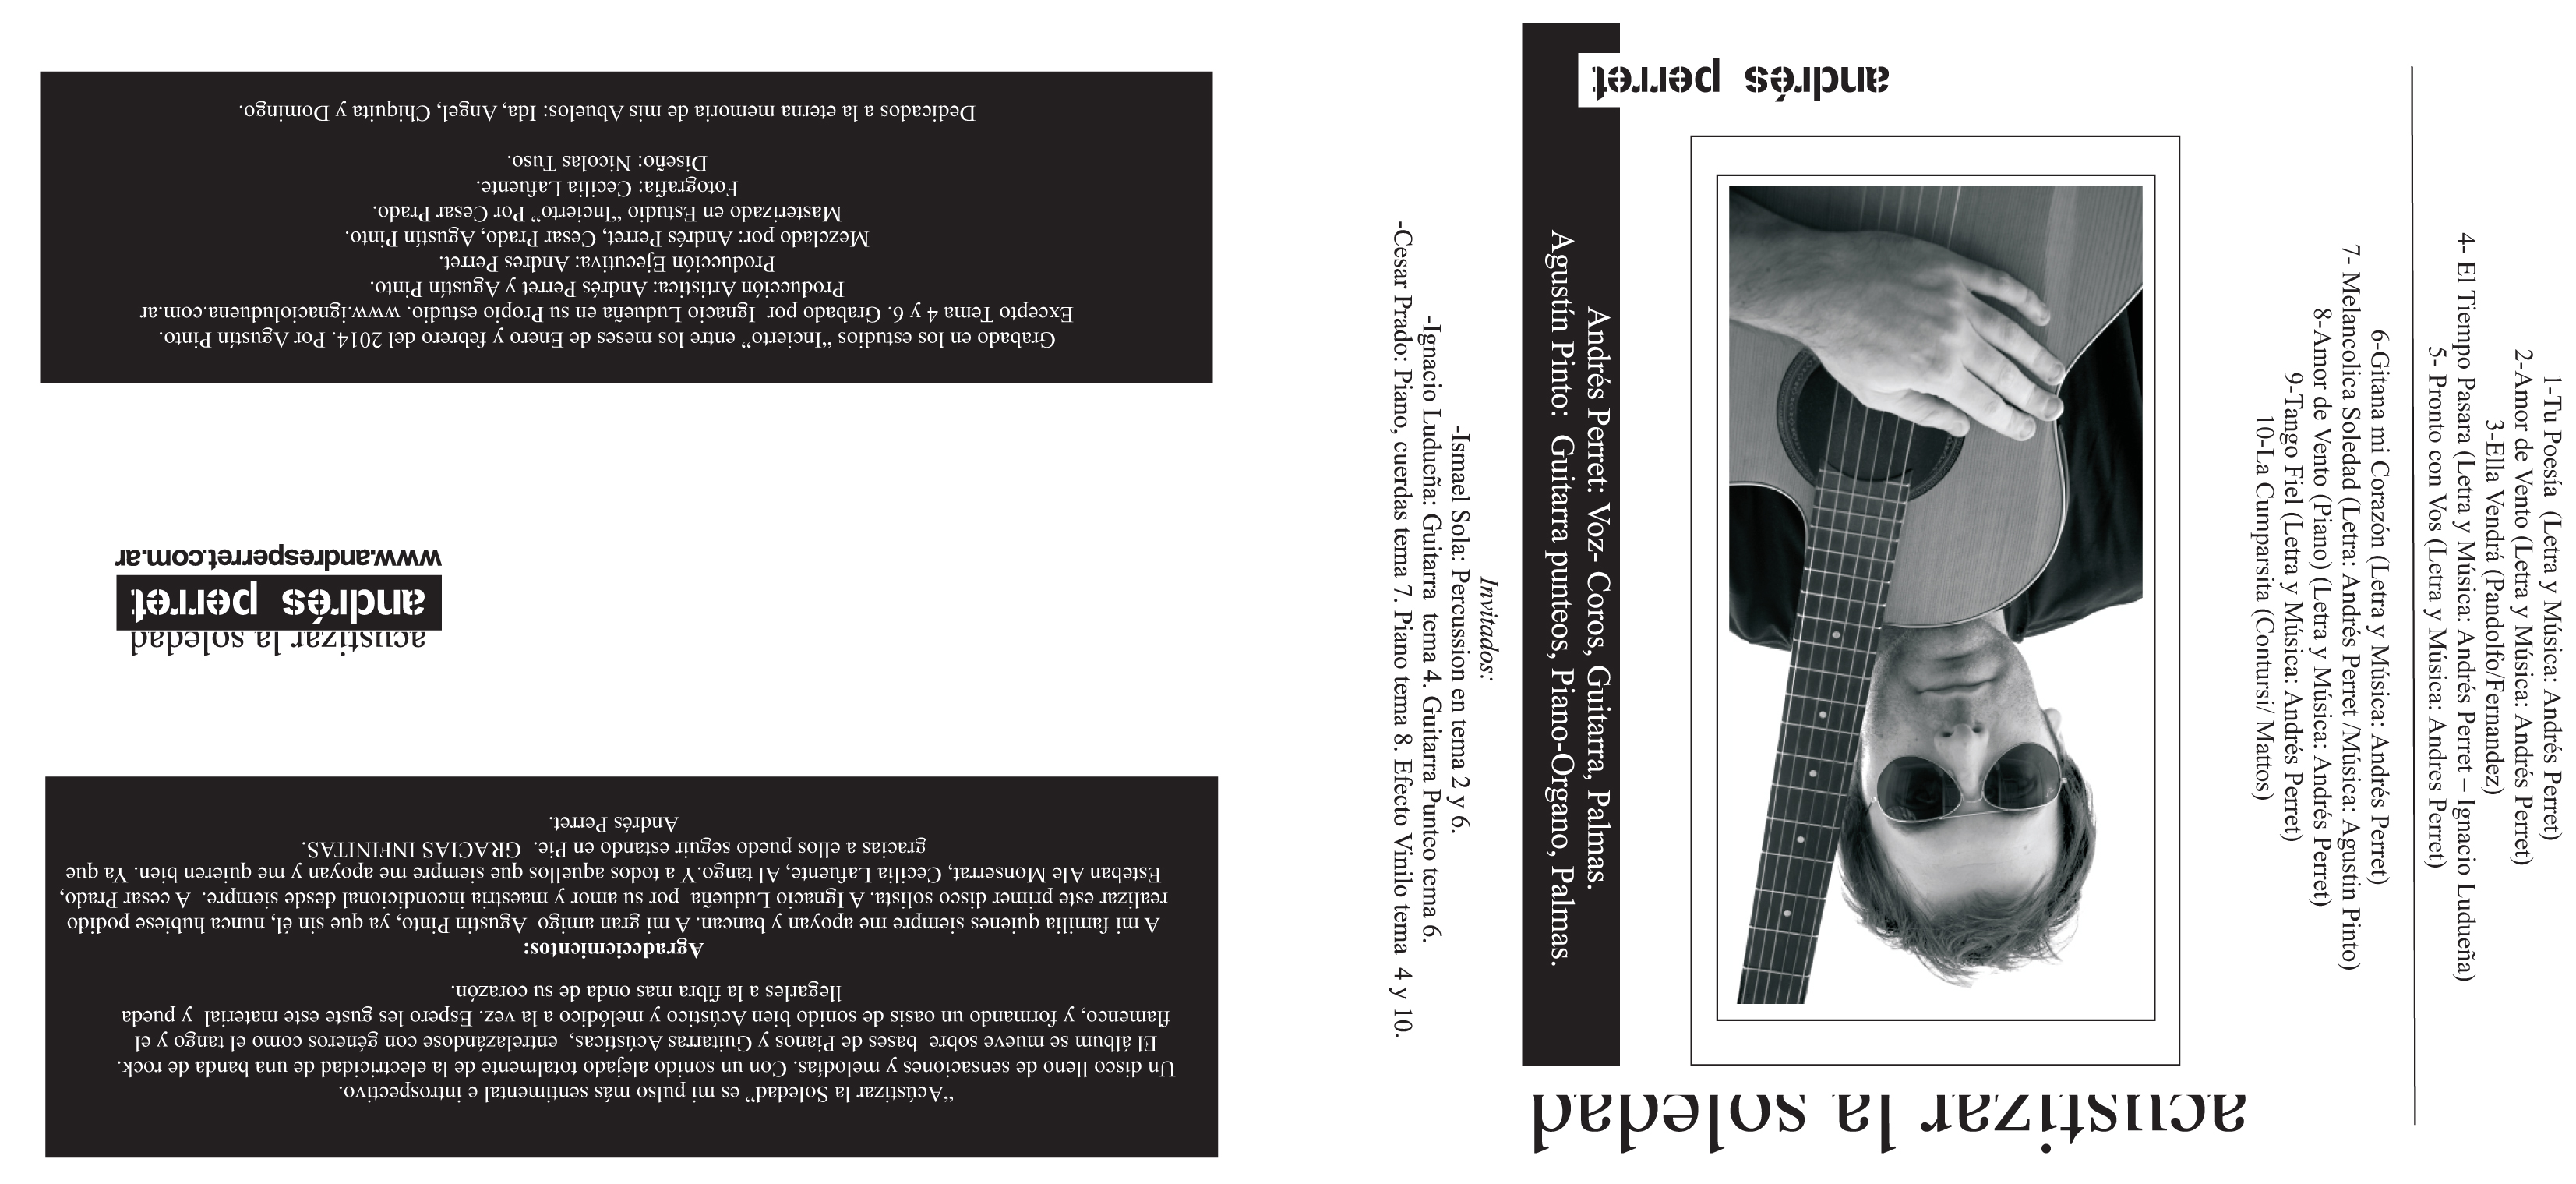 andrés perret
acustizar la soledad
1-Tu Poesía (Letra y Música: Andrés Perret)
2-Amor de Vento (Letra y Música: Andrés Perret)
3-Ella Vendrá (Pandolfo/Fernandez)
4- El Tiempo Pasara (Letra y Música: Andrés Perret – Ignacio Ludueña)
5- Pronto con Vos (Letra y Música: Andres Perret)
6-Gitana mi Corazón (Letra y Música: Andrés Perret)
7- Melancolica Soledad (Letra: Andrés Perret /Música: Agustin Pinto)
8-Amor de Vento (Piano) (Letra y Música: Andrés Perret)
9-Tango Fiel (Letra y Música: Andrés Perret)
10-La Cumparsita (Contursi/ Mattos)
Andrés Perret: Voz- Coros, Guitarra, Palmas.
Agustín Pinto: Guitarra punteos, Piano-Organo, Palmas.
Invitados:
-Ismael Sola: Percussion en tema 2 y 6.
-Ignacio Ludueña: Guitarra tema 4. Guitarra Punteo tema 6.
-Cesar Prado: Piano, cuerdas tema 7. Piano tema 8. Efecto Vinilo tema 4 y 10.
“Acústizar la Soledad” es mi pulso más sentimental e introspectivo.
Un disco lleno de sensaciones y melodías. Con un sonido alejado totalmente de la electricidad de una banda de rock.
El álbum se mueve sobre bases de Pianos y Guitarras Acústicas, entrelazándose con géneros como el tango y el
flamenco, y formando un oasis de sonido bien Acústico y melódico a la vez. Espero les guste este material y pueda
llegarles a la fibra mas onda de su corazón.
Agradeciemientos:
A mi familia quienes siempre me apoyan y bancan. A mi gran amigo Agustin Pinto, ya que sin él, nunca hubiese podido
realizar este primer disco solista. A Ignacio Ludueña por su amor y maestria incondicional desde siempre. A cesar Prado,
Esteban Ale Monserrat, Cecilia Lafuente, Al tango.Y a todos aquellos que siempre me apoyan y me quieren bien. Ya que
gracias a ellos puedo seguir estando en Pie. GRACIAS INFINITAS.
Andrés Perret.
acustizar la soledad
andrés perret
www.andresperret.com.ar
Grabado en los estudios “Incierto” entre los meses de Enero y febrero del 2014. Por Agustín Pinto.
Excepto Tema 4 y 6. Grabado por Ignacio Ludueña en su Propio estudio. www.ignacioluduena.com.ar
Producción Artistica: Andrés Perret y Agustín Pinto.
Producción Ejecutiva: Andres Perret.
Mezclado por: Andrés Perret, Cesar Prado, Agustín Pinto.
Masterizado en Estudio “Incierto” Por Cesar Prado.
Fotografia: Cecilia Lafuente.
Diseño: Nicolas Tuso.
Dedicados a la eterna memoria de mis Abuelos: Ida, Angel, Chiquita y Domingo.